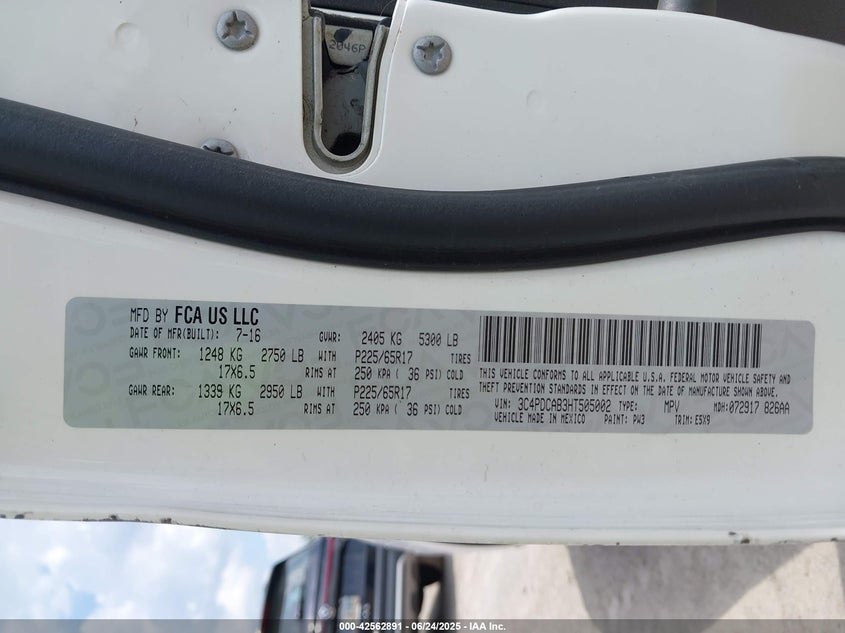 2046P
MFD BY FCA US LLC
DATE OF MFR(BUILT): 7-16 GVWR: 2405 KG 5300 LB
GAWR FRONT: 1248 KG 2750 LB WITH P225/65R17 TIRES
17X6.5 RIMS AT 250 KPA ( 36 PSI) COLD
GAWR REAR: 1339 KG 2950 LB WITH P225/65R17 TIRES
17X6.5 RIMS AT 250 KPA ( 36 PSI) COLD
THIS VEHICLE CONFORMS TO ALL APPLICABLE U.S.A. FEDERAL MOTOR VEHICLE SAFETY AND
THEFT PREVENTION STANDARDS IN EFFECT ON THE DATE OF MANUFACTURE SHOWN ABOVE.
VIN: 3C4PDCAB3HT505002 TYPE: MPV MDH:072917 826AA
VEHICLE MADE IN MEXICO PAINT: PW3 TRIM: E5X9
000-42562891 - 06/24/2025 - IAA Inc.